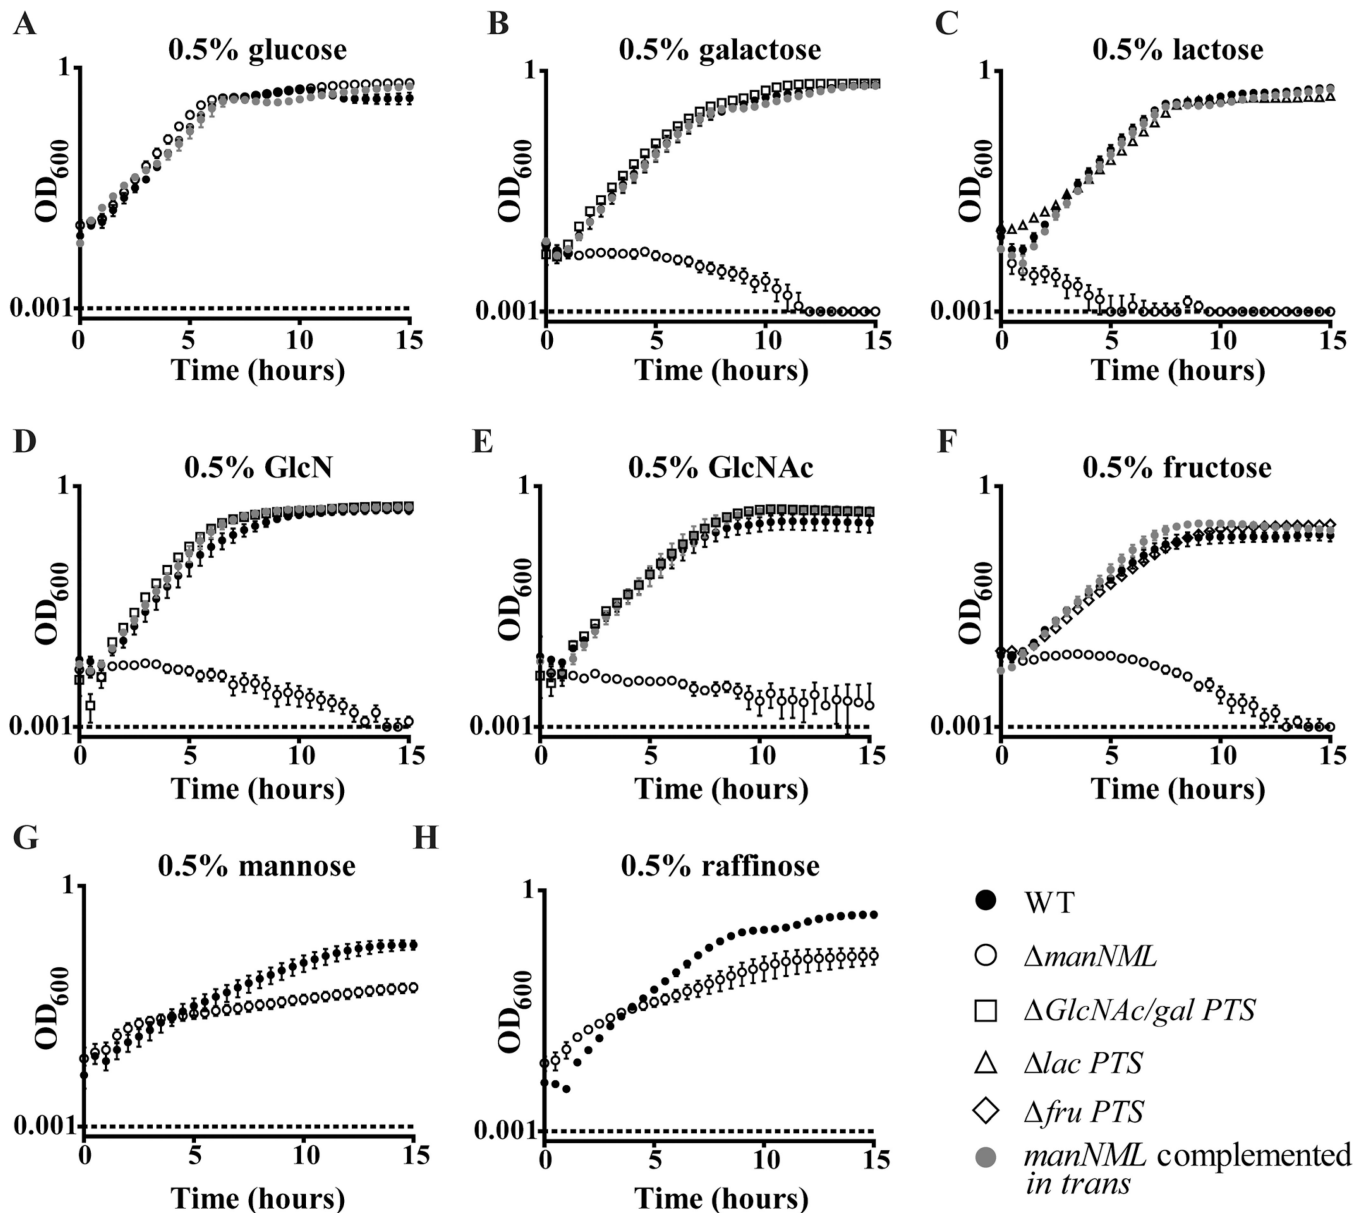 A
0.5% glucose
1
OD600
0.001
0 5 10 15
Time (hours)
B
0.5% galactose
1
OD600
0.001
0 5 10 15
Time (hours)
C
0.5% lactose
1
OD600
0.001
0 5 10 15
Time (hours)
D
0.5% GlcN
1
OD600
0.001
0 5 10 15
Time (hours)
E
0.5% GlcNAc
1
OD600
0.001
0 5 10 15
Time (hours)
F
0.5% fructose
1
OD600
0.001
0 5 10 15
Time (hours)
G
0.5% mannose
1
OD600
0.001
0 5 10 15
Time (hours)
H
0.5% raffinose
1
OD600
0.001
0 5 10 15
Time (hours)
WT
ΔmanNML
ΔGlcNAc/gal PTS
Δlac PTS
Δfru PTS
manNML complemented
in trans